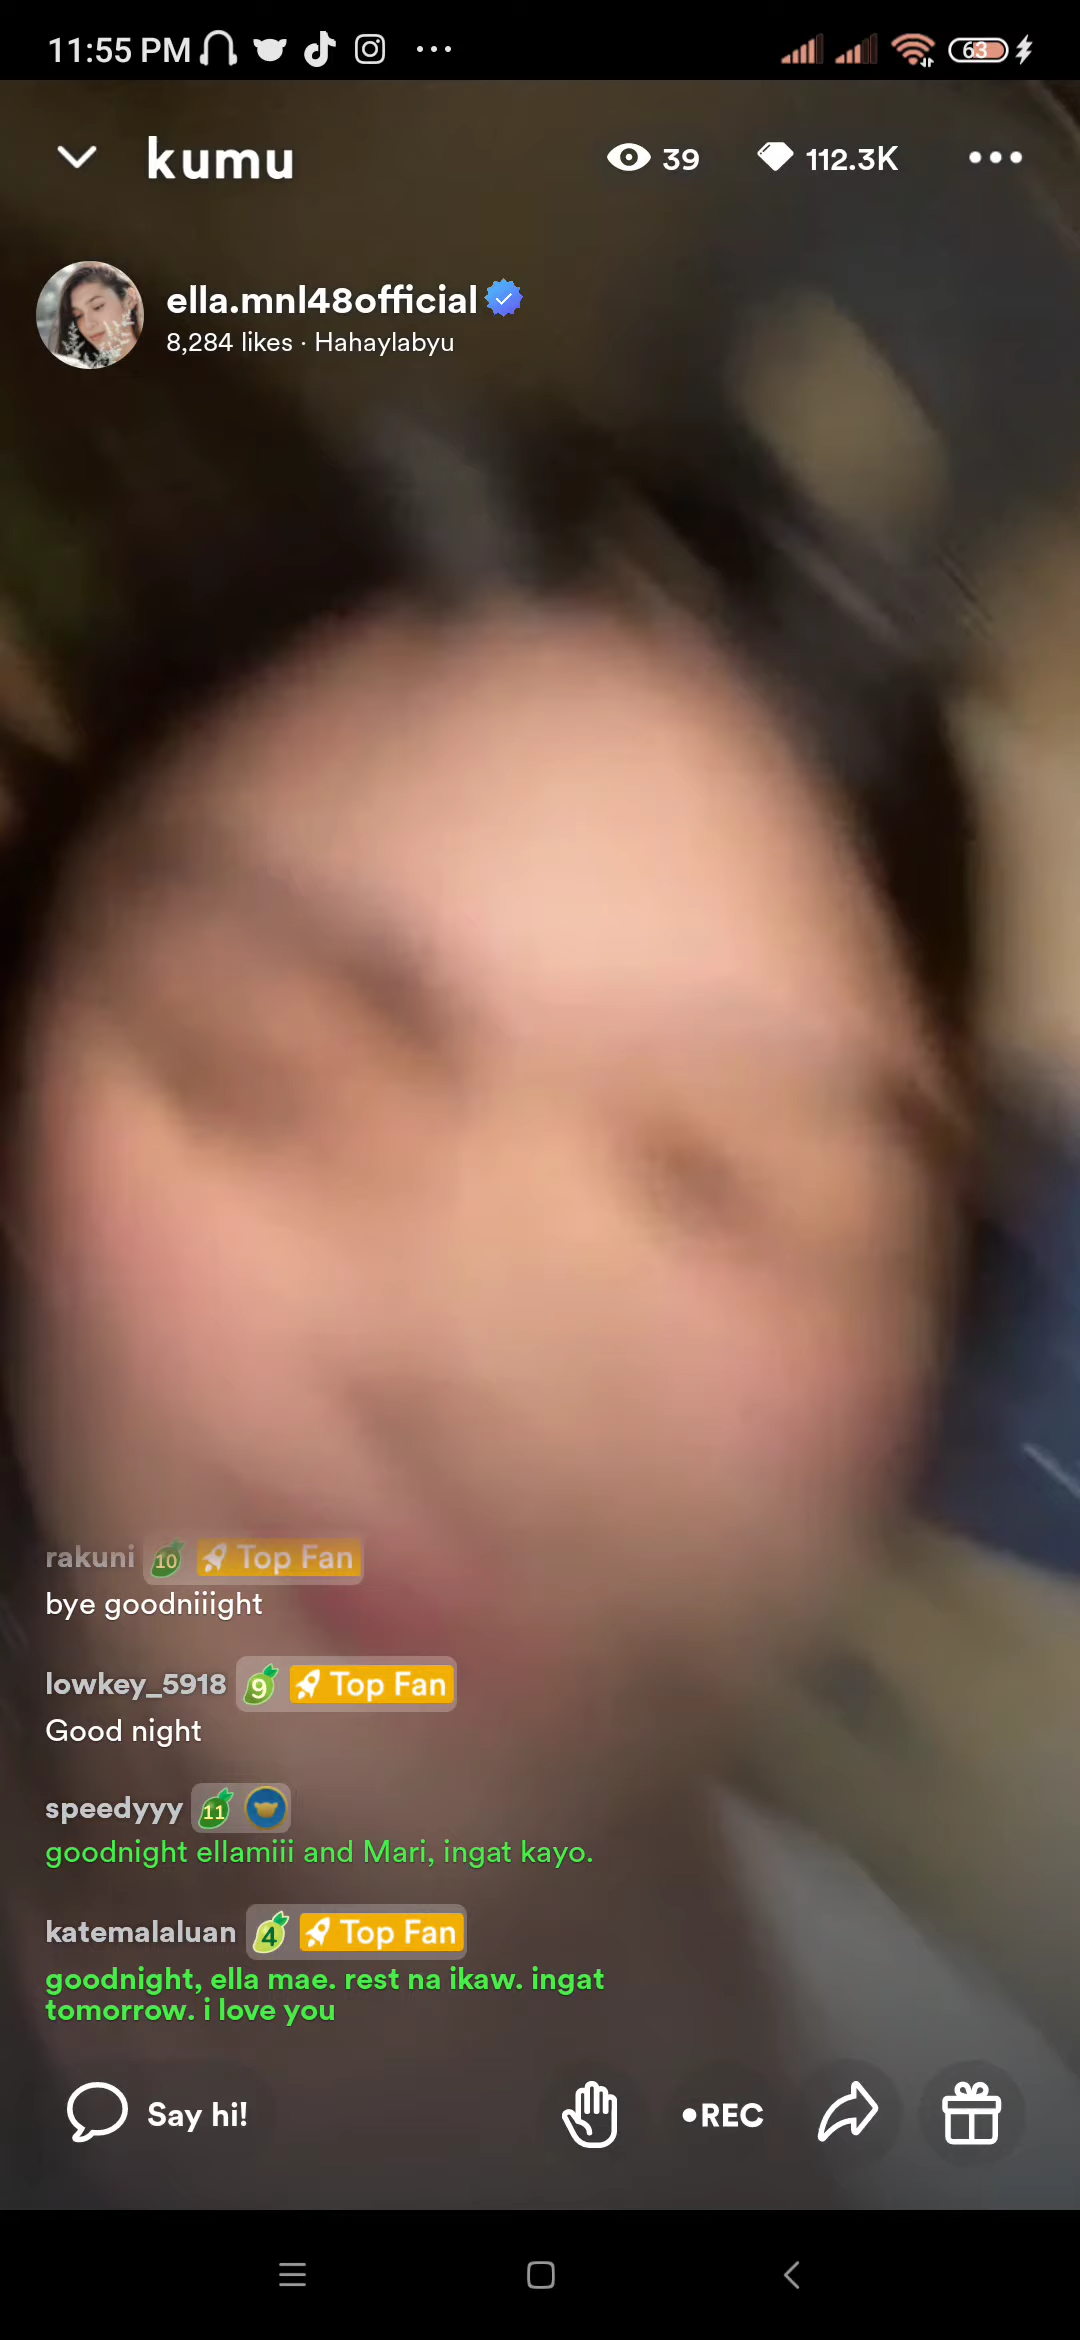 11:55 PM
63
kumu
39
112.3K
ella.mnl48official
8,284 likes · Hahaylabyu
rakuni 10 Top Fan
bye goodniiight
lowkey_5918 9 Top Fan
Good night
speedyyy 11
goodnight ellamiii and Mari, ingat kayo.
katemalaluan 4 Top Fan
goodnight, ella mae. rest na ikaw. ingat
tomorrow. i love you
Say hi!
•REC